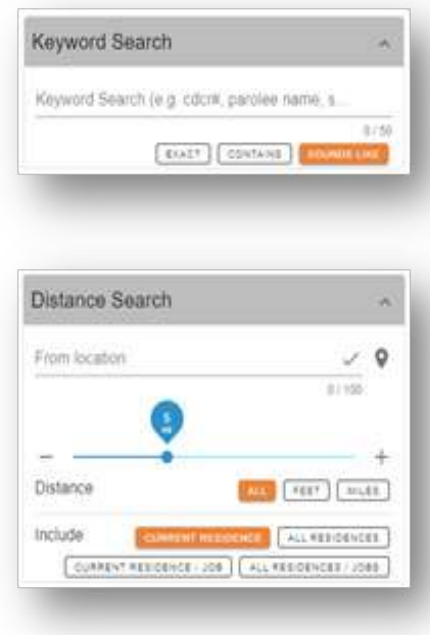 Keyword Search
Keyword Search (e.g. cdcr#, parolee name, s...
0 / 50
EXACT CONTAINS SOUNDS LIKE
Distance Search
From location
0 / 100
5
Distance ALL FEET MILES
Include CURRENT RESIDENCE ALL RESIDENCES
CURRENT RESIDENCE / JOB ALL RESIDENCES / JOBS